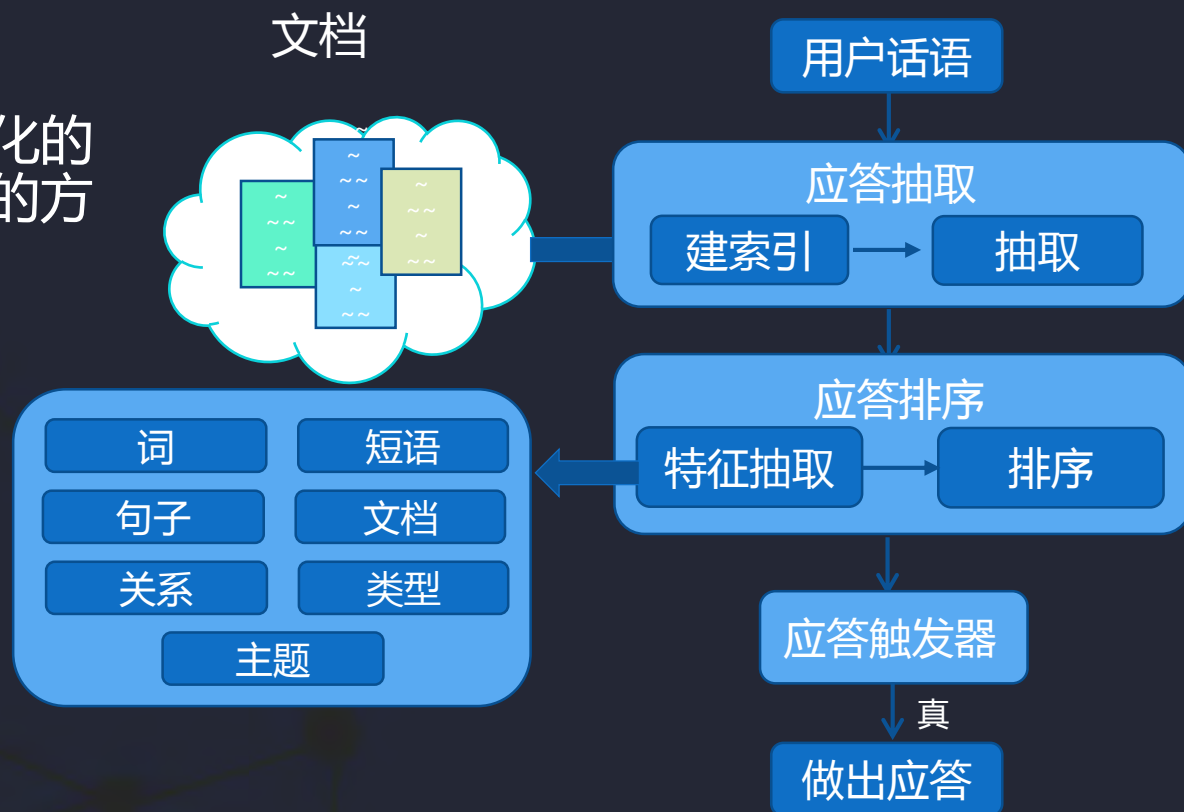 文档
化的
的方
用户话语
应答抽取
建索引
抽取
应答排序
特征抽取
排序
词
短语
句子
文档
关系
类型
主题
应答触发器
真
做出应答